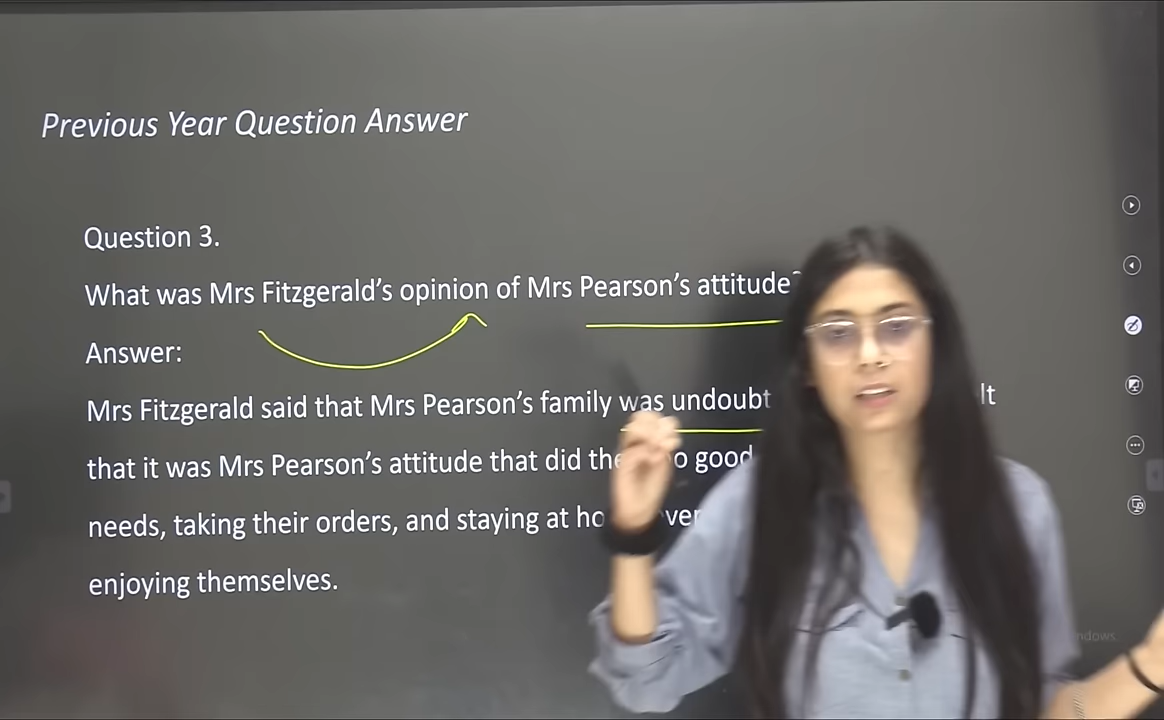 Previous Year Question Answer
Question 3.
What was Mrs Fitzgerald's opinion of Mrs Pearson's attitude?
Answer:
Mrs Fitzgerald said that Mrs Pearson's family was undoubt
that it was Mrs Pearson's attitude that did good
needs, taking their orders, and staying at
enjoying themselves.